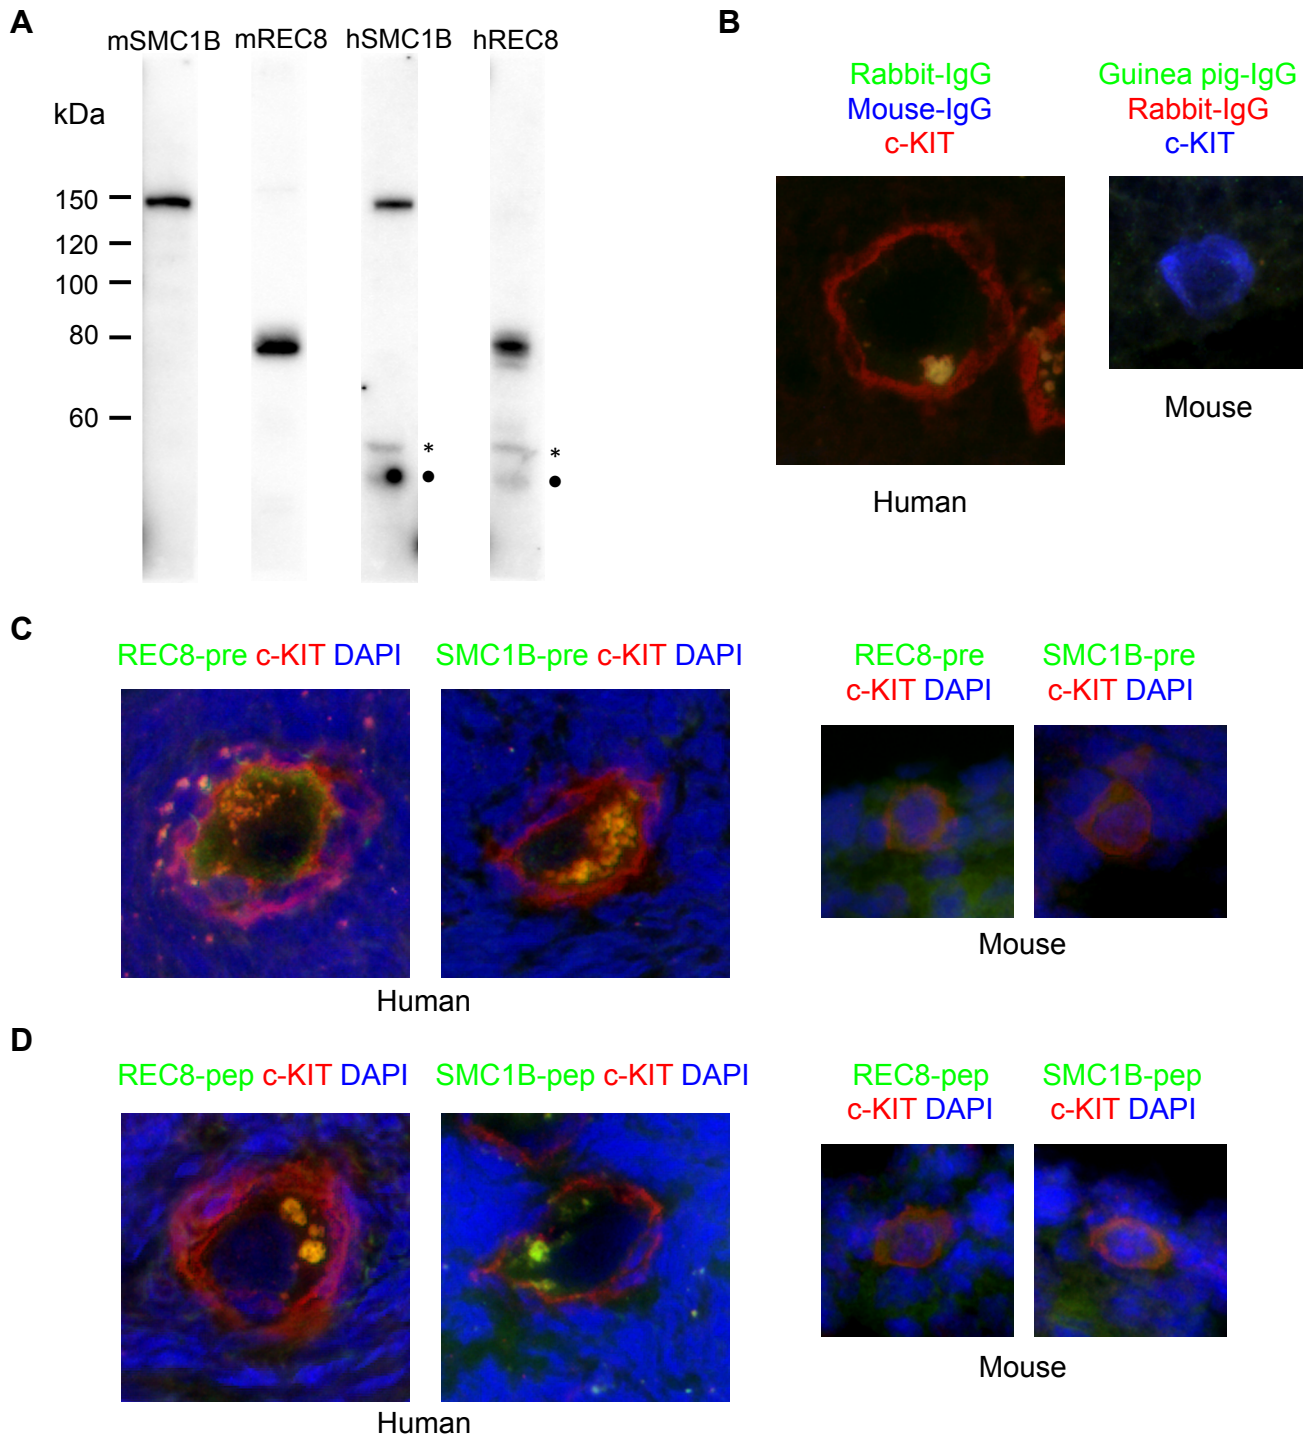 A
mSMC1B mREC8 hSMC1B hREC8
kDa
150
120
100
80
60
*
●
*
●
B
Rabbit-IgG
Mouse-IgG
c-KIT
Human
Guinea pig-IgG
Rabbit-IgG
c-KIT
Mouse
C
REC8-pre c-KIT DAPI
SMC1B-pre c-KIT DAPI
Human
REC8-pre
c-KIT DAPI
SMC1B-pre
c-KIT DAPI
Mouse
D
REC8-pep c-KIT DAPI
SMC1B-pep c-KIT DAPI
Human
REC8-pep
c-KIT DAPI
SMC1B-pep
c-KIT DAPI
Mouse